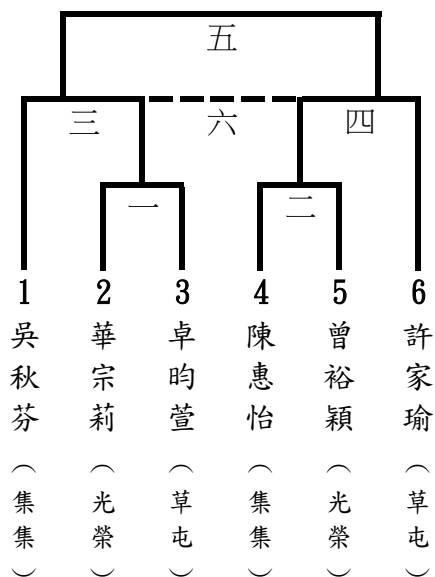 五
三 六 四
一 二
1 2 3 4 5 6
吳秋芬（集集）
華宗莉（光榮）
卓昀萱（草屯）
陳惠怡（集集）
曾裕穎（光榮）
許家瑜（草屯）